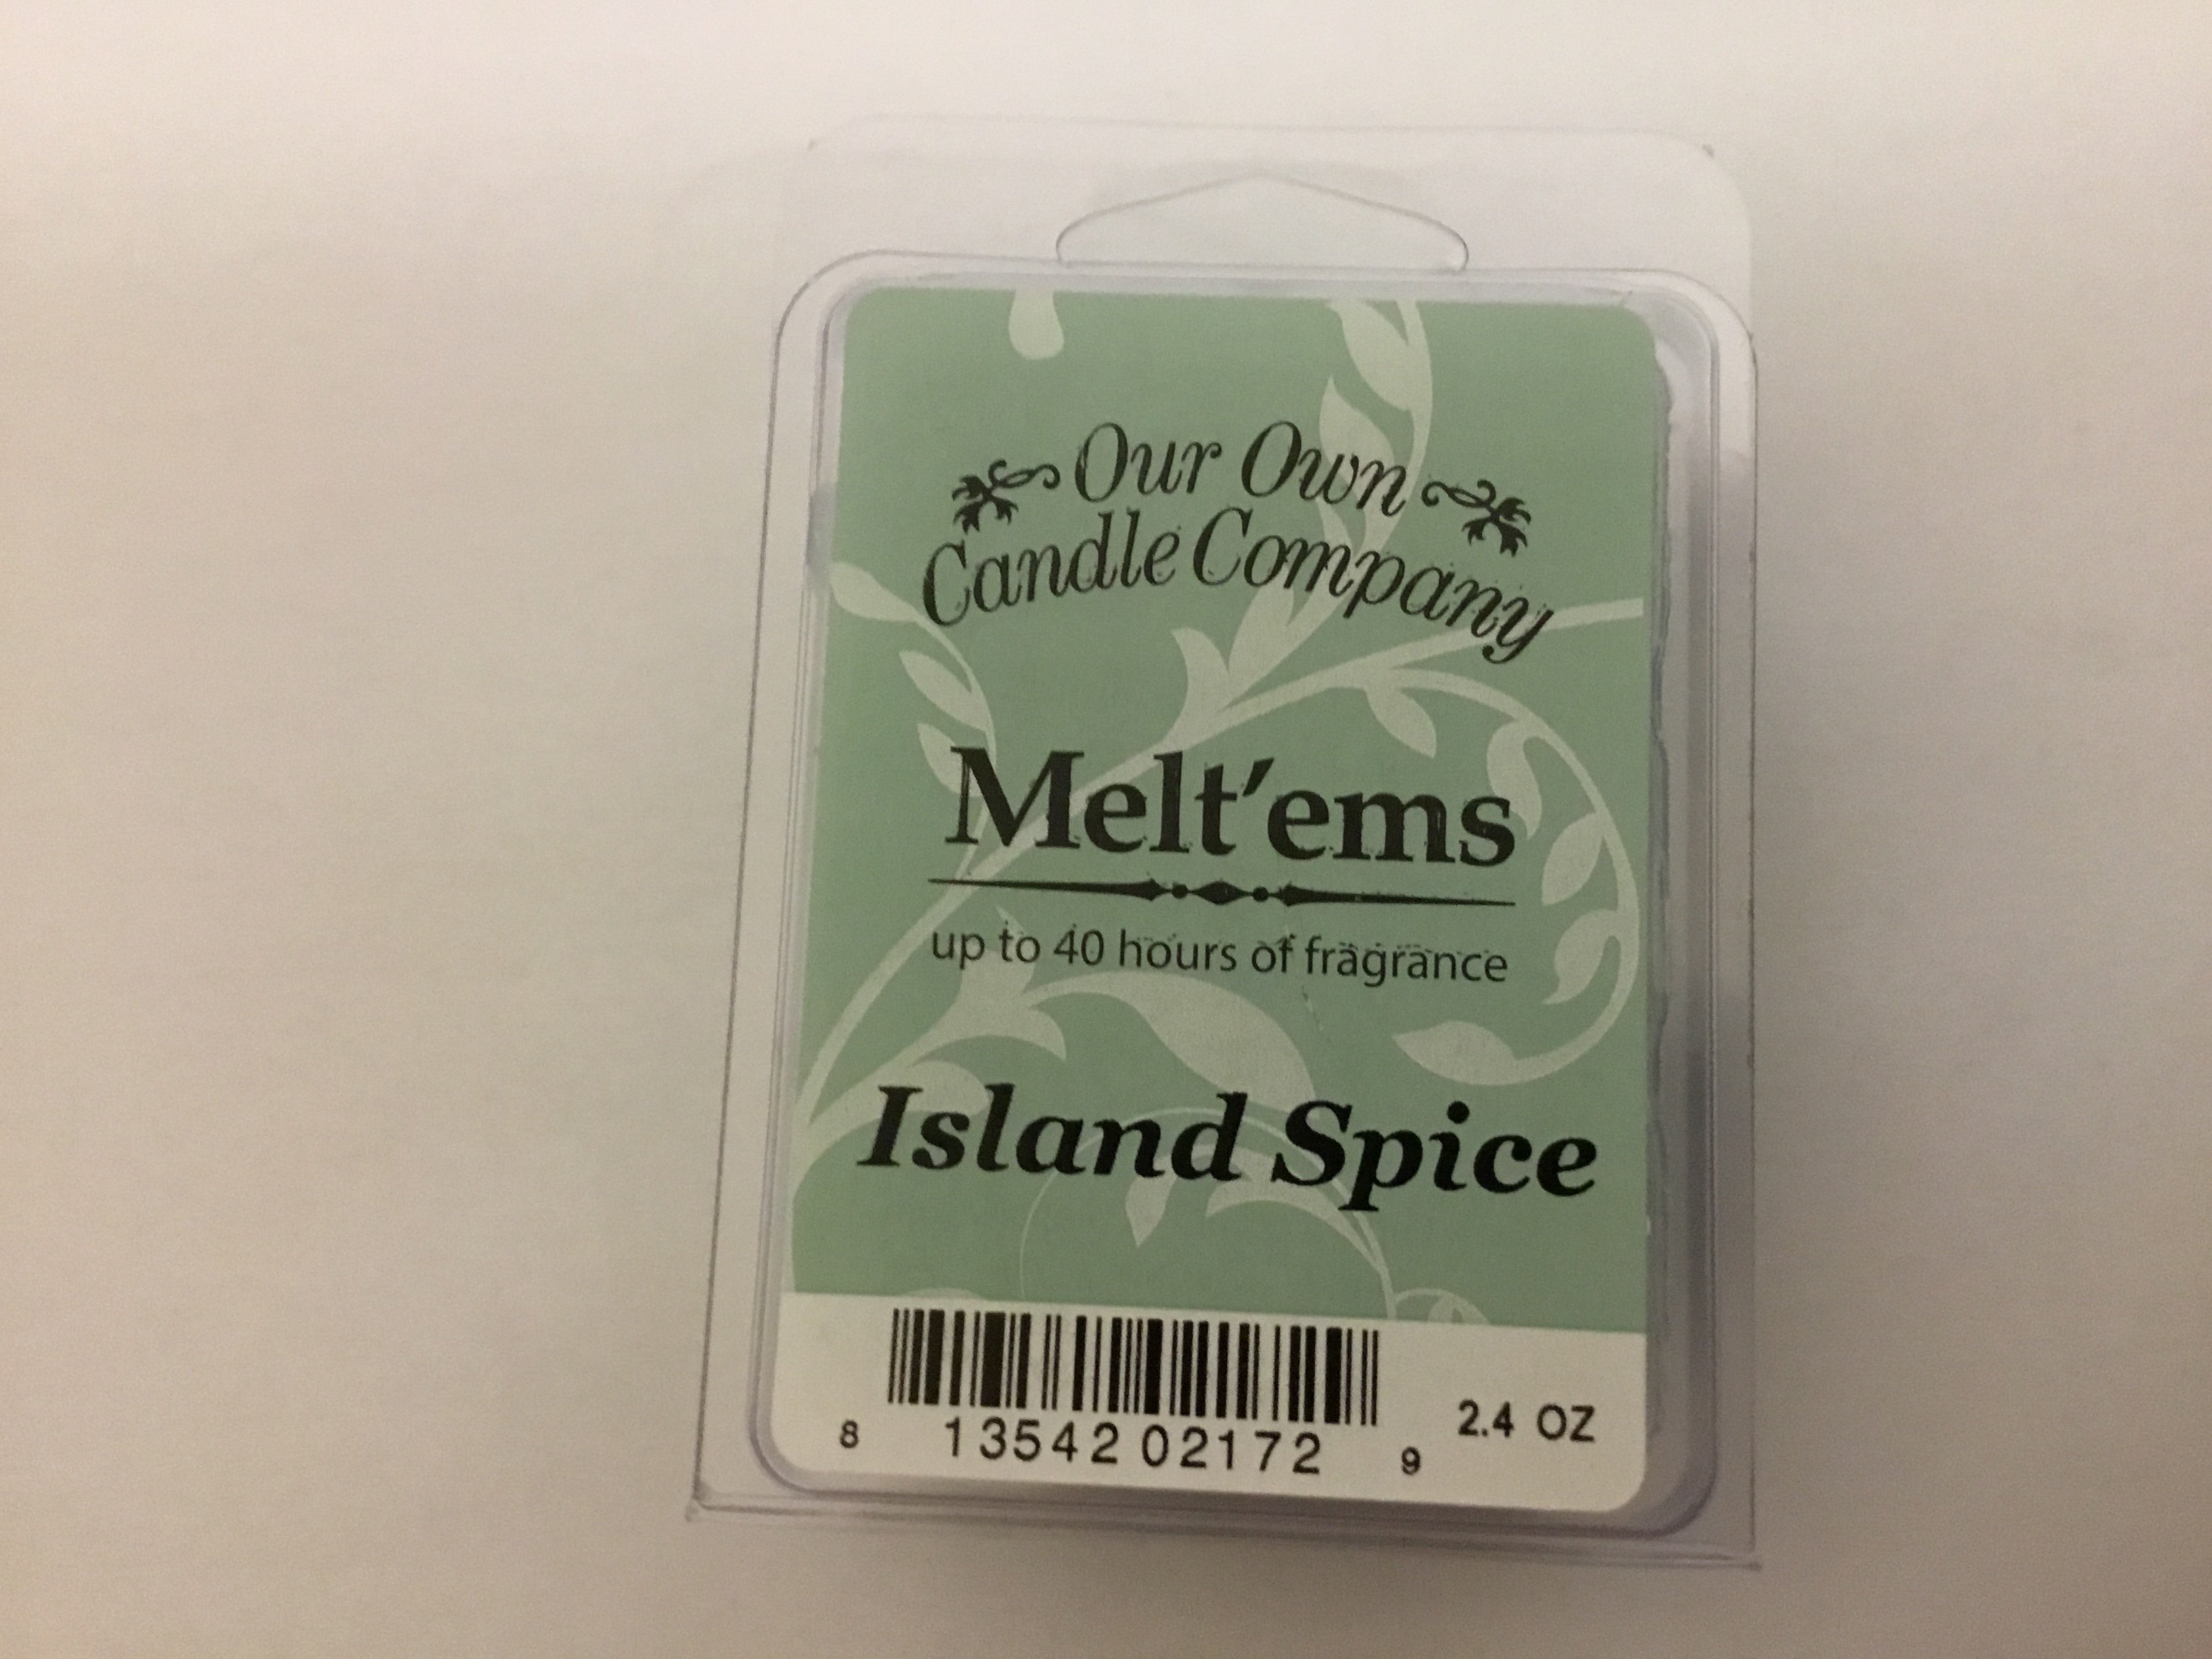 Our Own
Candle Company
Melt'ems
up to 40 hours of fragrance
Island Spice
8 13542 02172 9
2.4 OZ